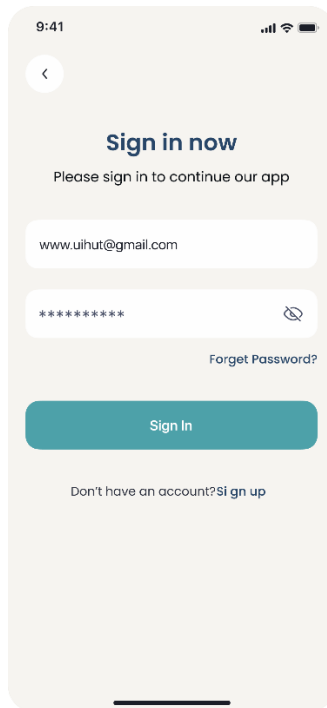 9:41
Sign in now
Please sign in to continue our app
www.uihut@gmail.com
**********
Forget Password?
Sign In
Don't have an account?Si gn up